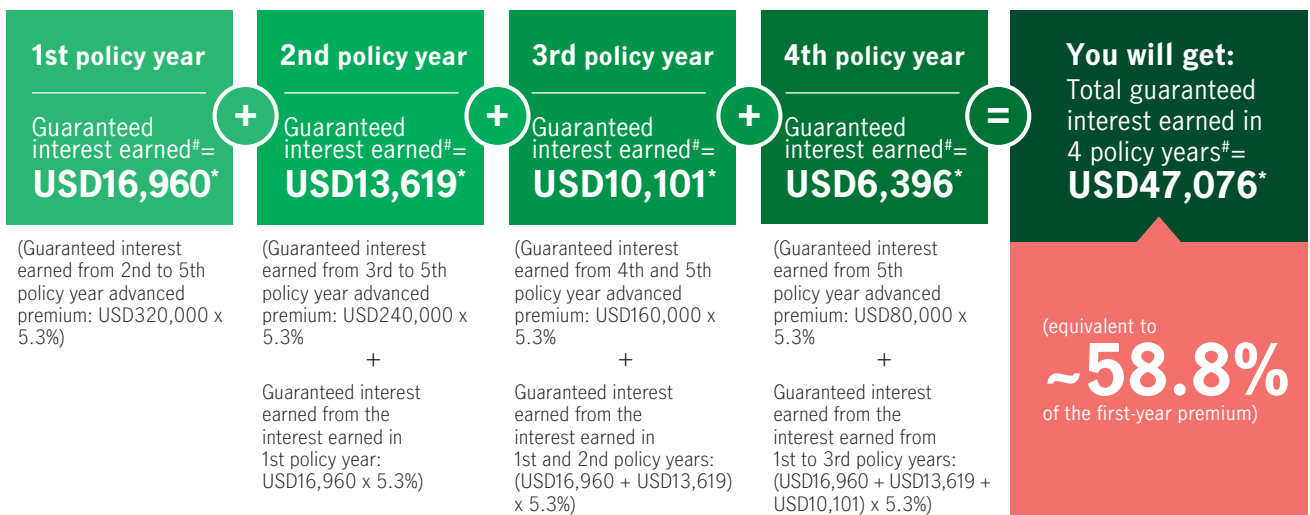 1st policy year
Guaranteed
interest earned#=
USD16,960*
(Guaranteed interest
earned from 2nd to 5th
policy year advanced
premium: USD320,000 x
5.3%)
+
2nd policy year
Guaranteed
interest earned#=
USD13,619*
(Guaranteed interest
earned from 3rd to 5th
policy year advanced
premium: USD240,000 x
5.3%
+
Guaranteed interest
earned from the
interest earned in
1st policy year:
USD16,960 x 5.3%)
+
3rd policy year
Guaranteed
interest earned#=
USD10,101*
(Guaranteed interest
earned from 4th and 5th
policy year advanced
premium: USD160,000 x
5.3%
+
Guaranteed interest
earned from the
interest earned in
1st and 2nd policy years:
(USD16,960 + USD13,619)
x 5.3%)
+
4th policy year
Guaranteed
interest earned#=
USD6,396*
(Guaranteed interest
earned from 5th
policy year advanced
premium: USD80,000 x
5.3%
+
Guaranteed interest
earned from the
interest earned from
1st to 3rd policy years:
(USD16,960 + USD13,619 +
USD10,101) x 5.3%)
=
You will get:
Total guaranteed
interest earned in
4 policy years#=
USD47,076*
(equivalent to
~58.8%
of the first-year premium)